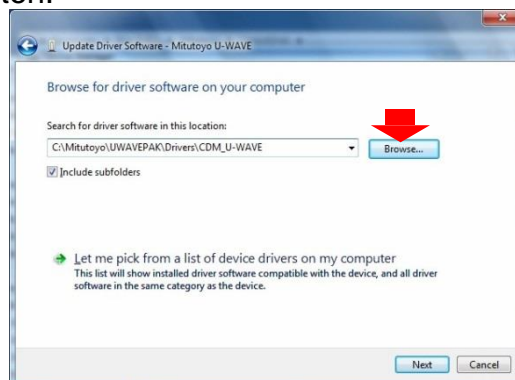 Update Driver Software - Mitutoyo U-WAVE
Browse for driver software on your computer
Search for driver software in this location:
C:\Mitutoyo\UWAVEPAK\Drivers\CDM_U-WAVE
Browse...
Include subfolders
Let me pick from a list of device drivers on my computer
This list will show installed driver software compatible with the device, and all driver
software in the same category as the device.
Next
Cancel